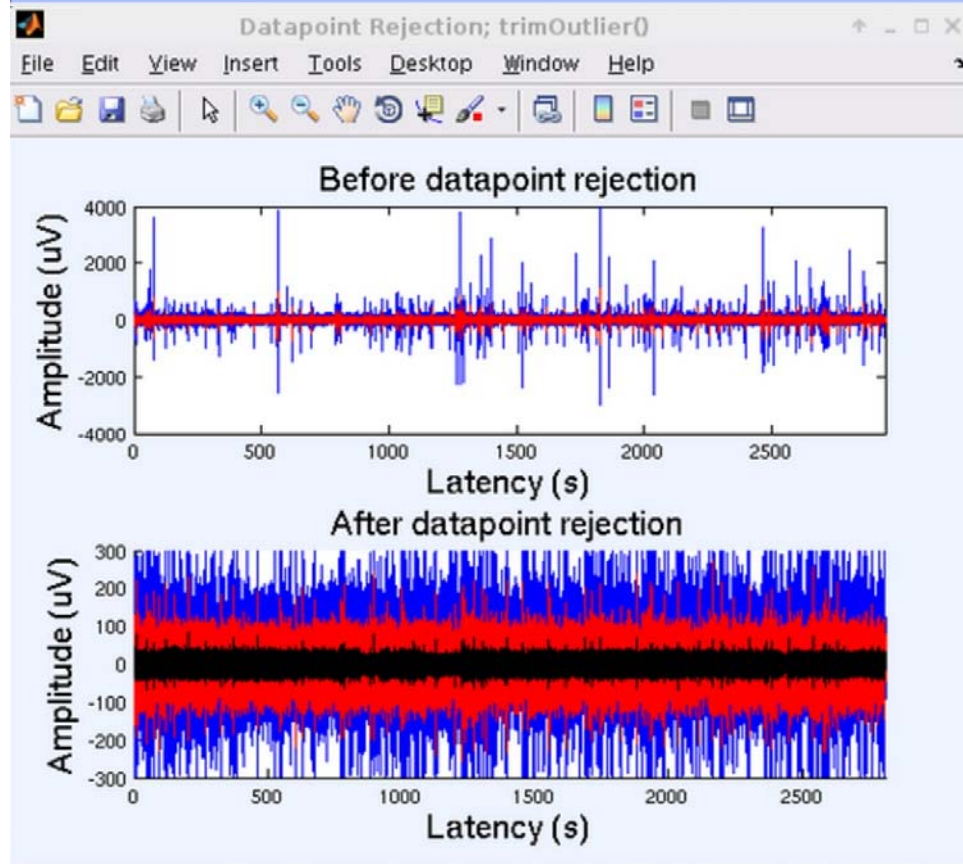 Datapoint Rejection; trimOutlier()
File Edit View Insert Tools Desktop Window Help
Before datapoint rejection
Amplitude (uV)
4000
2000
0
-2000
-4000
0 500 1000 1500 2000 2500
Latency (s)
After datapoint rejection
Amplitude (uV)
300
200
100
0
-100
-200
-300
0 500 1000 1500 2000 2500
Latency (s)